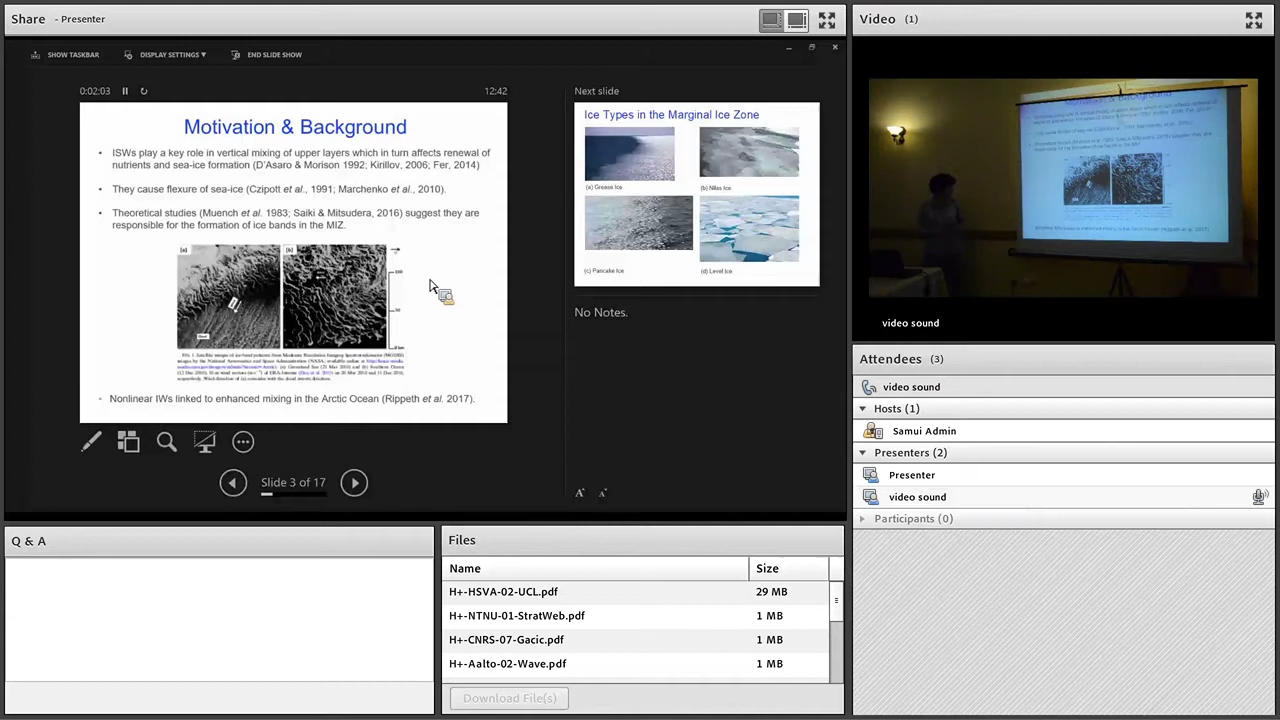 Share - Presenter
SHOW TASKBAR DISPLAY SETTINGS ▾ END SLIDE SHOW
0:02:03 12:42
Motivation & Background
• ISWs play a key role in vertical mixing of upper layers which in turn affects renewal of
nutrients and sea-ice formation (D'Asaro & Morison 1992; Kirillov, 2006; Fer, 2014)
• They cause flexure of sea-ice (Czipott et al., 1991; Marchenko et al., 2010).
• Theoretical studies (Muench et al. 1983; Saiki & Mitsudera, 2016) suggest they are
responsible for the formation of ice bands in the MIZ.
(a) (b)
• Nonlinear IWs linked to enhanced mixing in the Arctic Ocean (Rippeth et al. 2017).
Slide 3 of 17
Next slide
Ice Types in the Marginal Ice Zone
(a) Grease Ice (b) Nilas Ice
(c) Pancake Ice (d) Level Ice
No Notes.
A A
Video (1)
Motivation & Background
video sound
Attendees (3)
video sound
Hosts (1)
Samui Admin
Presenters (2)
Presenter
video sound
Participants (0)
Q & A
Files
Name Size
H+-HSVA-02-UCL.pdf 29 MB
H+-NTNU-01-StratWeb.pdf 1 MB
H+-CNRS-07-Gacic.pdf 1 MB
H+-Aalto-02-Wave.pdf 1 MB
Download File(s)